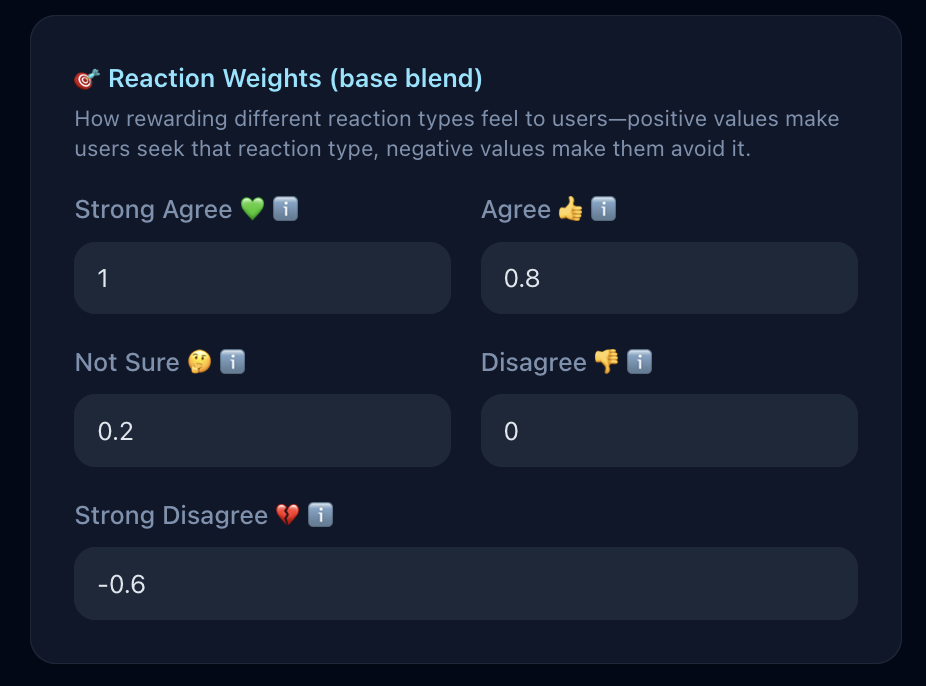 🎯 Reaction Weights (base blend)
How rewarding different reaction types feel to users—positive values make
users seek that reaction type, negative values make them avoid it.
Strong Agree 💚 ℹ️
Agree 👍 ℹ️
1
0.8
Not Sure 🤔 ℹ️
Disagree 👎 ℹ️
0.2
0
Strong Disagree 💔 ℹ️
-0.6